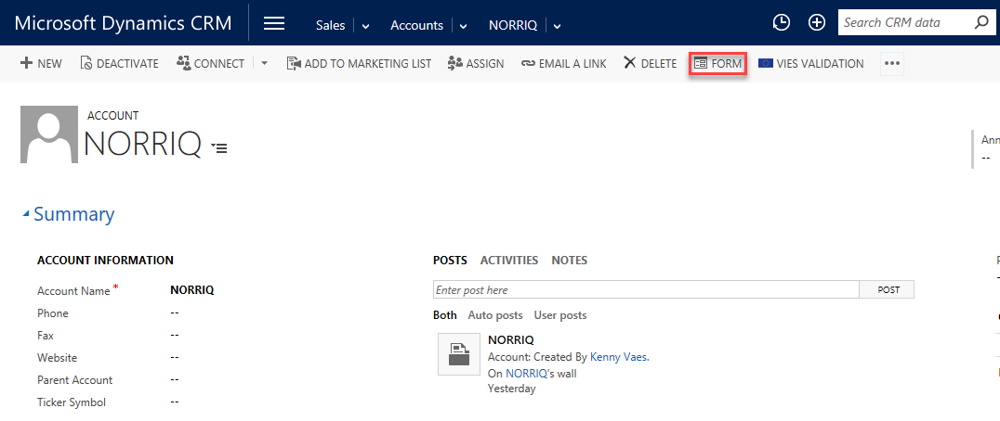 Microsoft Dynamics CRM Sales Accounts NORRIQ Search CRM data
NEW DEACTIVATE CONNECT ADD TO MARKETING LIST ASSIGN EMAIL A LINK DELETE FORM VIES VALIDATION •••
ACCOUNT
NORRIQ
Ann
--
Summary
ACCOUNT INFORMATION
Account Name * NORRIQ
Phone --
Fax --
Website --
Parent Account --
Ticker Symbol --
POSTS ACTIVITIES NOTES
Enter post here POST
Both Auto posts User posts
NORRIQ
Account: Created By Kenny Vaes.
On NORRIQ's wall
Yesterday